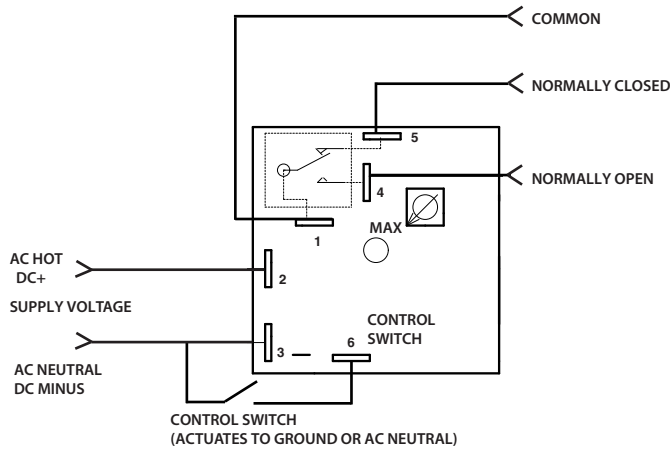 COMMON
NORMALLY CLOSED
5
NORMALLY OPEN
4
MAX
1
AC HOT
DC+
2
SUPPLY VOLTAGE
CONTROL
SWITCH
6
3
AC NEUTRAL
DC MINUS
CONTROL SWITCH
(ACTUATES TO GROUND OR AC NEUTRAL)